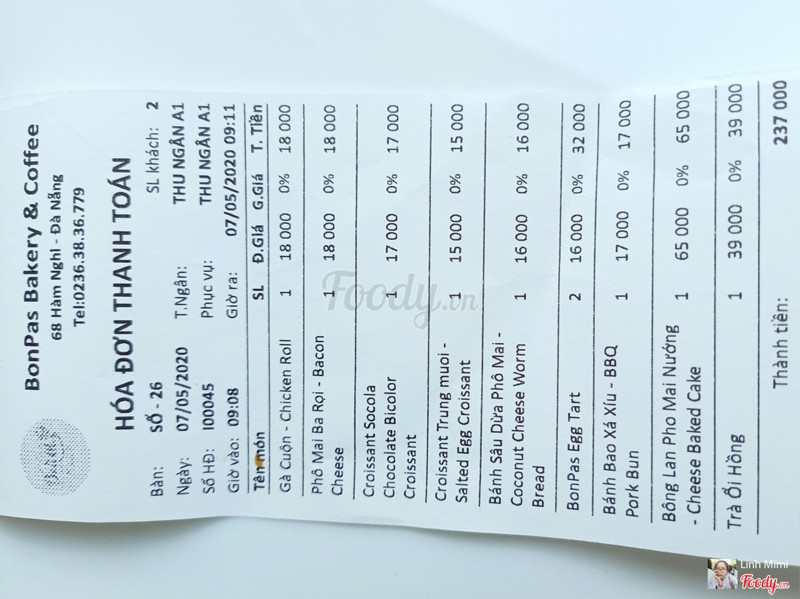 BonPas Bakery & Coffee
68 Hàm Nghi - Đà Nẵng
Tel:0236.38.36.779
HÓA ĐƠN THANH TOÁN
Bàn: SỐ - 26 SL khách: 2
Ngày: 07/05/2020 T.Ngân: THU NGÂN A1
Số HĐ: I00045 Phục vụ: THU NGÂN A1
Giờ vào: 09:08 Giờ ra: 07/05/2020 09:11
Tên món SL Đ.Giá G.Giá T. Tiền
Gà Cuộn - Chicken Roll 1 18 000 0% 18 000
Phô Mai Ba Rọi - Bacon 1 18 000 0% 18 000
Cheese
Croissant Socola 1 17 000 0% 17 000
Chocolate Bicolor
Croissant
Croissant Trung muoi - 1 15 000 0% 15 000
Salted Egg Croissant
Bánh Sâu Dừa Phô Mai - 1 16 000 0% 16 000
Coconut Cheese Worm
Bread
BonPas Egg Tart 2 16 000 0% 32 000
Bánh Bao Xá Xíu - BBQ 1 17 000 0% 17 000
Pork Bun
Bông Lan Pho Mai Nướng 1 65 000 0% 65 000
- Cheese Baked Cake
Trà Ổi Hồng 1 39 000 0% 39 000
Thành tiền: 237 000
Foody.vn
Linh Mimi
Foody.vn